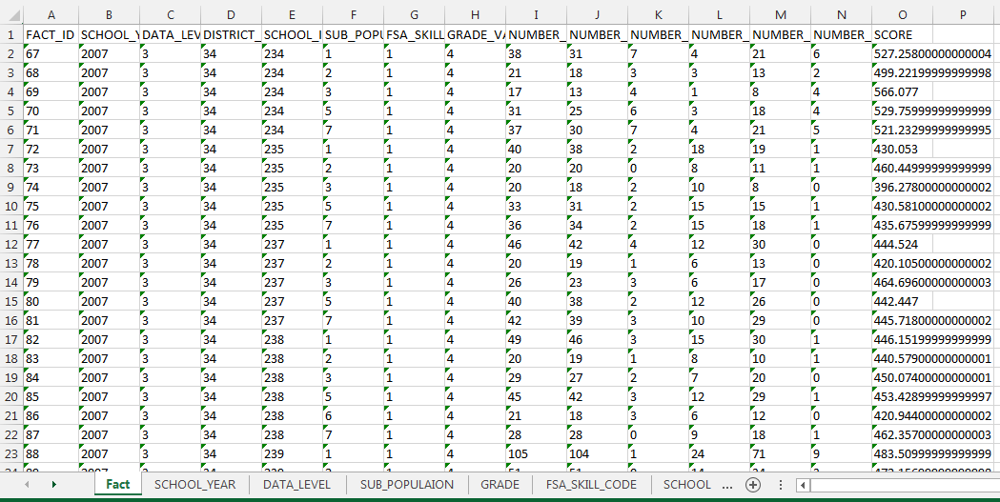 A B C D E F G H I J K L M N O P
1 FACT_ID SCHOOL_Y DATA_LEV DISTRICT_ SCHOOL_I SUB_POPU FSA_SKILL GRADE_VA NUMBER_ NUMBER_ NUMBER_ NUMBER_ NUMBER_ NUMBER_ SCORE
2 67 2007 3 34 234 1 1 4 38 31 7 4 21 6 527.25800000000004
3 68 2007 3 34 234 2 1 4 21 18 3 3 13 2 499.22199999999998
4 69 2007 3 34 234 3 1 4 17 13 4 1 8 4 566.077
5 70 2007 3 34 234 5 1 4 31 25 6 3 18 4 529.75999999999999
6 71 2007 3 34 234 7 1 4 37 30 7 4 21 5 521.23299999999995
7 72 2007 3 34 235 1 1 4 40 38 2 18 19 1 430.053
8 73 2007 3 34 235 2 1 4 20 20 0 8 11 1 460.44999999999999
9 74 2007 3 34 235 3 1 4 20 18 2 10 8 0 396.27800000000002
10 75 2007 3 34 235 5 1 4 33 31 2 15 15 1 430.58100000000002
11 76 2007 3 34 235 7 1 4 36 34 2 15 18 1 435.67599999999999
12 77 2007 3 34 237 1 1 4 46 42 4 12 30 0 444.524
13 78 2007 3 34 237 2 1 4 20 19 1 6 13 0 420.10500000000002
14 79 2007 3 34 237 3 1 4 26 23 3 6 17 0 464.69600000000003
15 80 2007 3 34 237 5 1 4 40 38 2 12 26 0 442.447
16 81 2007 3 34 237 7 1 4 42 39 3 10 29 0 445.71800000000002
17 82 2007 3 34 238 1 1 4 49 46 3 15 30 1 446.15199999999999
18 83 2007 3 34 238 2 1 4 20 19 1 8 10 1 440.57900000000001
19 84 2007 3 34 238 3 1 4 29 27 2 7 20 0 450.07400000000001
20 85 2007 3 34 238 5 1 4 45 42 3 12 29 1 453.42899999999997
21 86 2007 3 34 238 6 1 4 21 18 3 6 12 0 420.94400000000002
22 87 2007 3 34 238 7 1 4 28 28 0 9 18 1 462.35700000000003
23 88 2007 3 34 239 1 1 4 105 104 1 24 71 9 483.50999999999999
Fact SCHOOL_YEAR DATA_LEVEL SUB_POPULAION GRADE FSA_SKILL_CODE SCHOOL ...